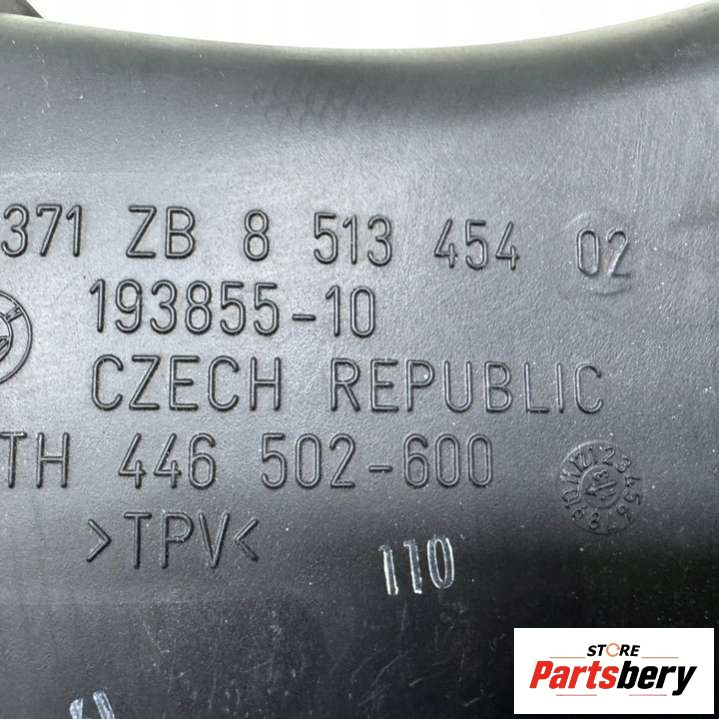 371 ZB 8 513 454 02
193855-10
CZECH REPUBLIC
TH 446 502-600
>TPV<
110
STORE
Partsbery